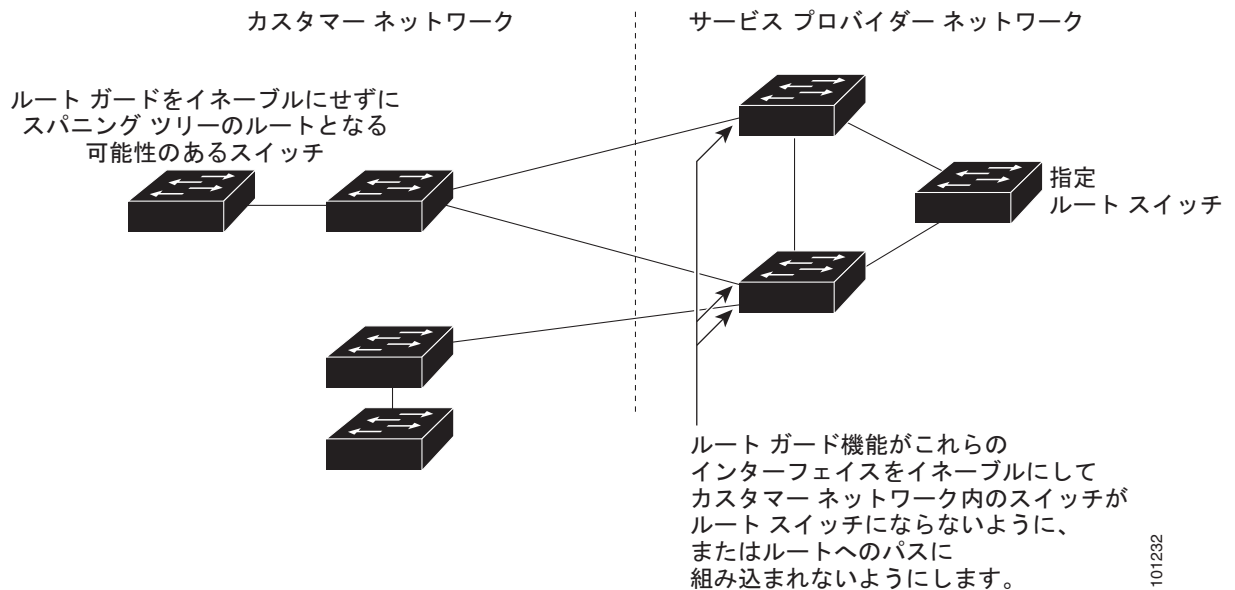 カスタマー ネットワーク
サービス プロバイダー ネットワーク
ルート ガードをイネーブルにせずに
スパニング ツリーのルートとなる
可能性のあるスイッチ
指定
ルート スイッチ
ルート ガード機能がこれらの
インターフェイスをイネーブルにして
カスタマー ネットワーク内のスイッチが
ルート スイッチにならないように、
またはルートへのパスに
組み込まれないようにします。
101232